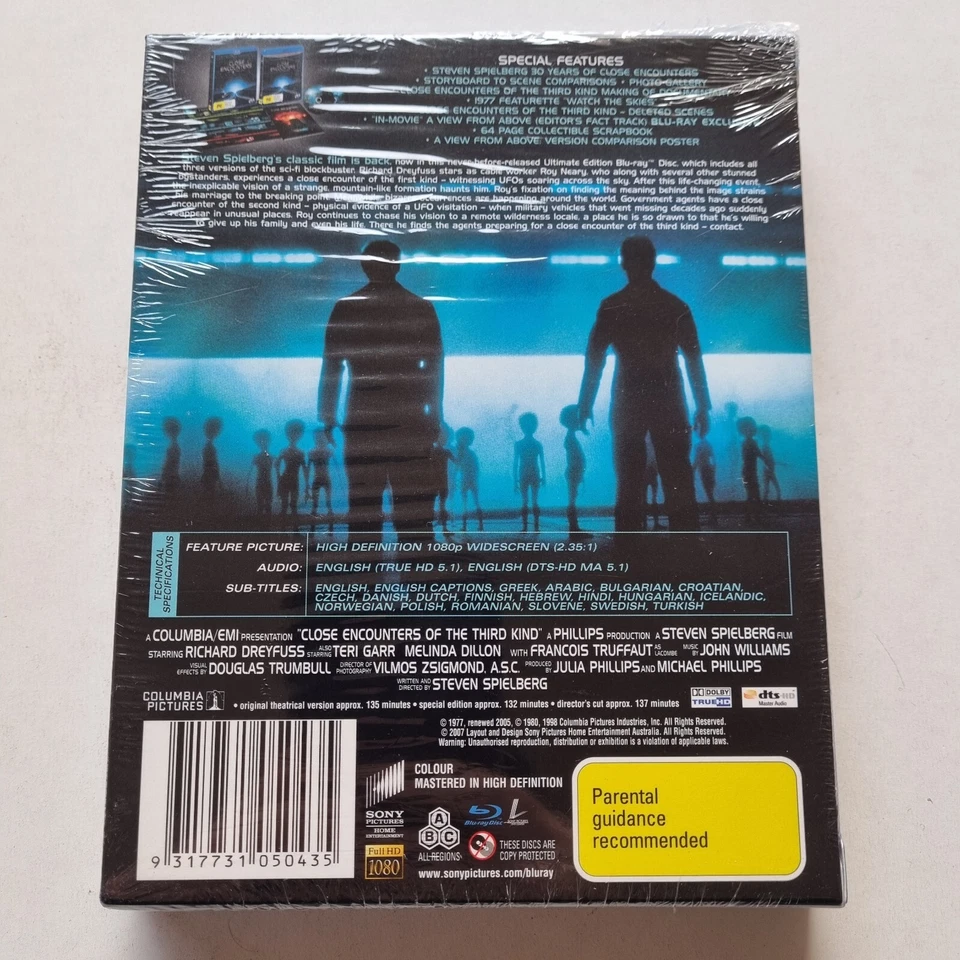 SPECIAL FEATURES
• STEVEN SPIELBERG 30 YEARS OF CLOSE ENCOUNTERS
• STORYBOARD TO SCENE COMPARISONS • PHOTO GALLERY
CLOSE ENCOUNTERS OF THE THIRD KIND MAKING OF DOCUMENTARY
• 1977 FEATURETTE "WATCH THE SKIES"
ENCOUNTERS OF THE THIRD KIND – DELETED SCENES
• "IN-MOVIE" A VIEW FROM ABOVE (EDITOR'S FACT TRACK) BLU-RAY
• 64 PAGE COLLECTIBLE SCRAPBOOK
• A VIEW FROM ABOVE: VERSION COMPARISON POSTER
Steven Spielberg's classic film is back, now in this never-before-released Ultimate Edition Blu-ray™ Disc, which includes all
three versions of the sci-fi blockbuster. Richard Dreyfuss stars as cable worker Roy Neary, who along with several other stunned
bystanders, experiences a close encounter of the first kind – witnessing UFOs soaring across the sky. After this life-changing event,
the inexplicable vision of a strange, mountain-like formation haunts him. Roy's fixation on finding the meaning behind the image strains
his marriage to the breaking point bizarre occurrences are happening around the world. Government agents have a close
encounter of the second kind – physical evidence of a UFO visitation – when military vehicles that went missing decades ago suddenly
reappear in unusual places. Roy continues to chase his vision to a remote wilderness locale, a place he is so drawn to that he's willing
to give up his family and even his life. There he finds the agents preparing for a close encounter of the third kind – contact.
TECHNICAL SPECIFICATIONS
FEATURE PICTURE: HIGH DEFINITION 1080p WIDESCREEN (2.35:1)
AUDIO: ENGLISH (TRUE HD 5.1), ENGLISH (DTS-HD MA 5.1)
SUB-TITLES: ENGLISH, ENGLISH CAPTIONS, GREEK, ARABIC, BULGARIAN, CROATIAN,
CZECH, DANISH, DUTCH, FINNISH, HEBREW, HINDI, HUNGARIAN, ICELANDIC,
NORWEGIAN, POLISH, ROMANIAN, SLOVENE, SWEDISH, TURKISH
A COLUMBIA/EMI PRESENTATION "CLOSE ENCOUNTERS OF THE THIRD KIND" A PHILLIPS PRODUCTION A STEVEN SPIELBERG FILM
STARRING RICHARD DREYFUSS ALSO STARRING TERI GARR MELINDA DILLON WITH FRANCOIS TRUFFAUT AS LACOMBE MUSIC BY JOHN WILLIAMS
VISUAL EFFECTS BY DOUGLAS TRUMBULL DIRECTOR OF PHOTOGRAPHY VILMOS ZSIGMOND, A.S.C. PRODUCED BY JULIA PHILLIPS AND MICHAEL PHILLIPS
WRITTEN AND DIRECTED BY STEVEN SPIELBERG
COLUMBIA PICTURES
• original theatrical version approx. 135 minutes • special edition approx. 132 minutes • director's cut approx. 137 minutes
DOLBY TRUEHD
dts-HD Master Audio
© 1977, renewed 2005, © 1980, 1998 Columbia Pictures Industries, Inc. All Rights Reserved.
© 2007 Layout and Design Sony Pictures Home Entertainment Australia. All Rights Reserved.
Warning: Unauthorised reproduction, distribution or exhibition is a violation of applicable laws.
COLOUR
MASTERED IN HIGH DEFINITION
SONY PICTURES HOME ENTERTAINMENT
Full HD 1080
A B C
ALL REGIONS
Blu-ray Disc
THESE DISCS ARE
COPY PROTECTED
www.sonypictures.com/bluray
Parental
guidance
recommended
9 317731 050435